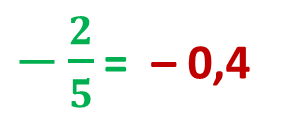 − 2/5 = − 0,4